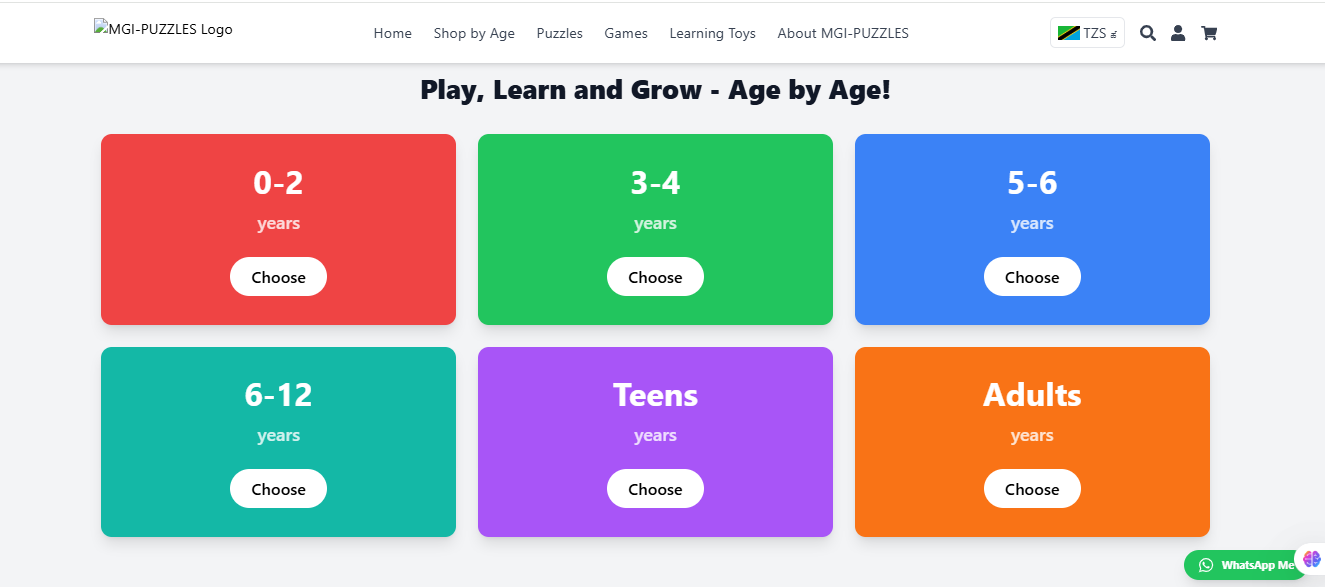 MGI-PUZZLES Logo
Home Shop by Age Puzzles Games Learning Toys About MGI-PUZZLES
TZS
Play, Learn and Grow - Age by Age!
0-2 3-4 5-6
years years years
Choose Choose Choose
6-12 Teens Adults
years years years
Choose Choose Choose
WhatsApp Me